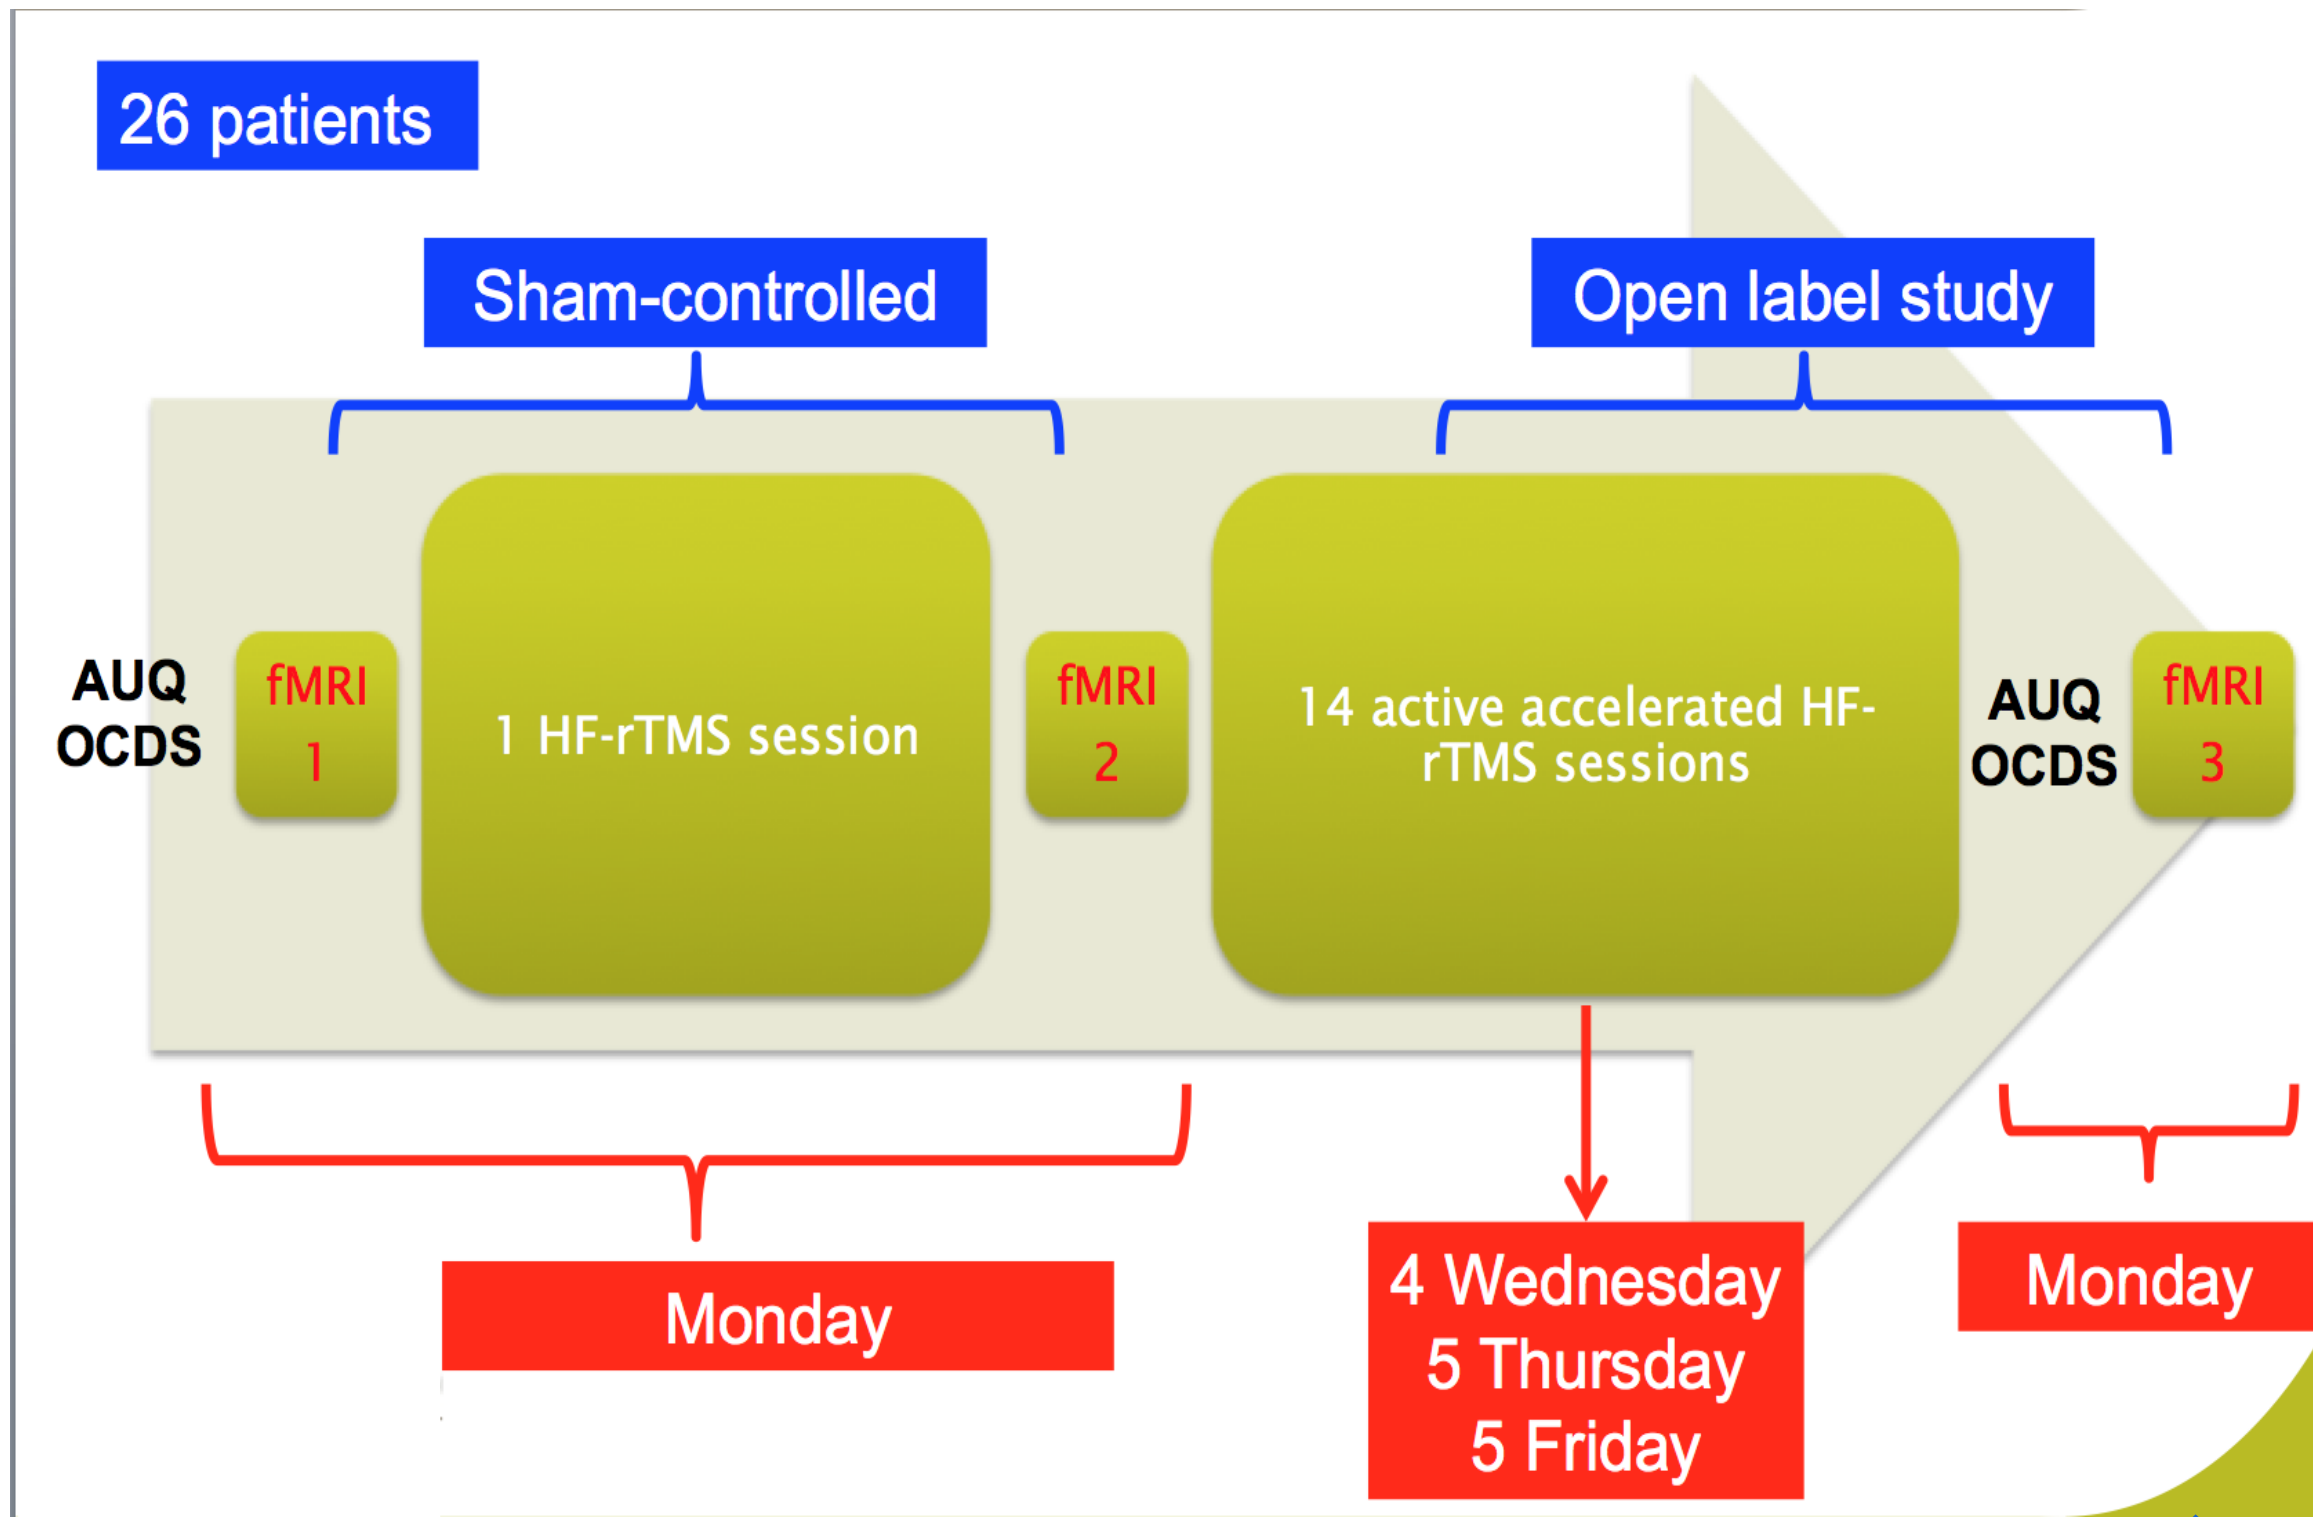 26 patients
Sham-controlled
Open label study
AUQ
OCDS
fMRI
1
1 HF-rTMS session
fMRI
2
14 active accelerated HF-
rTMS sessions
AUQ
OCDS
fMRI
3
Monday
4 Wednesday
5 Thursday
5 Friday
Monday